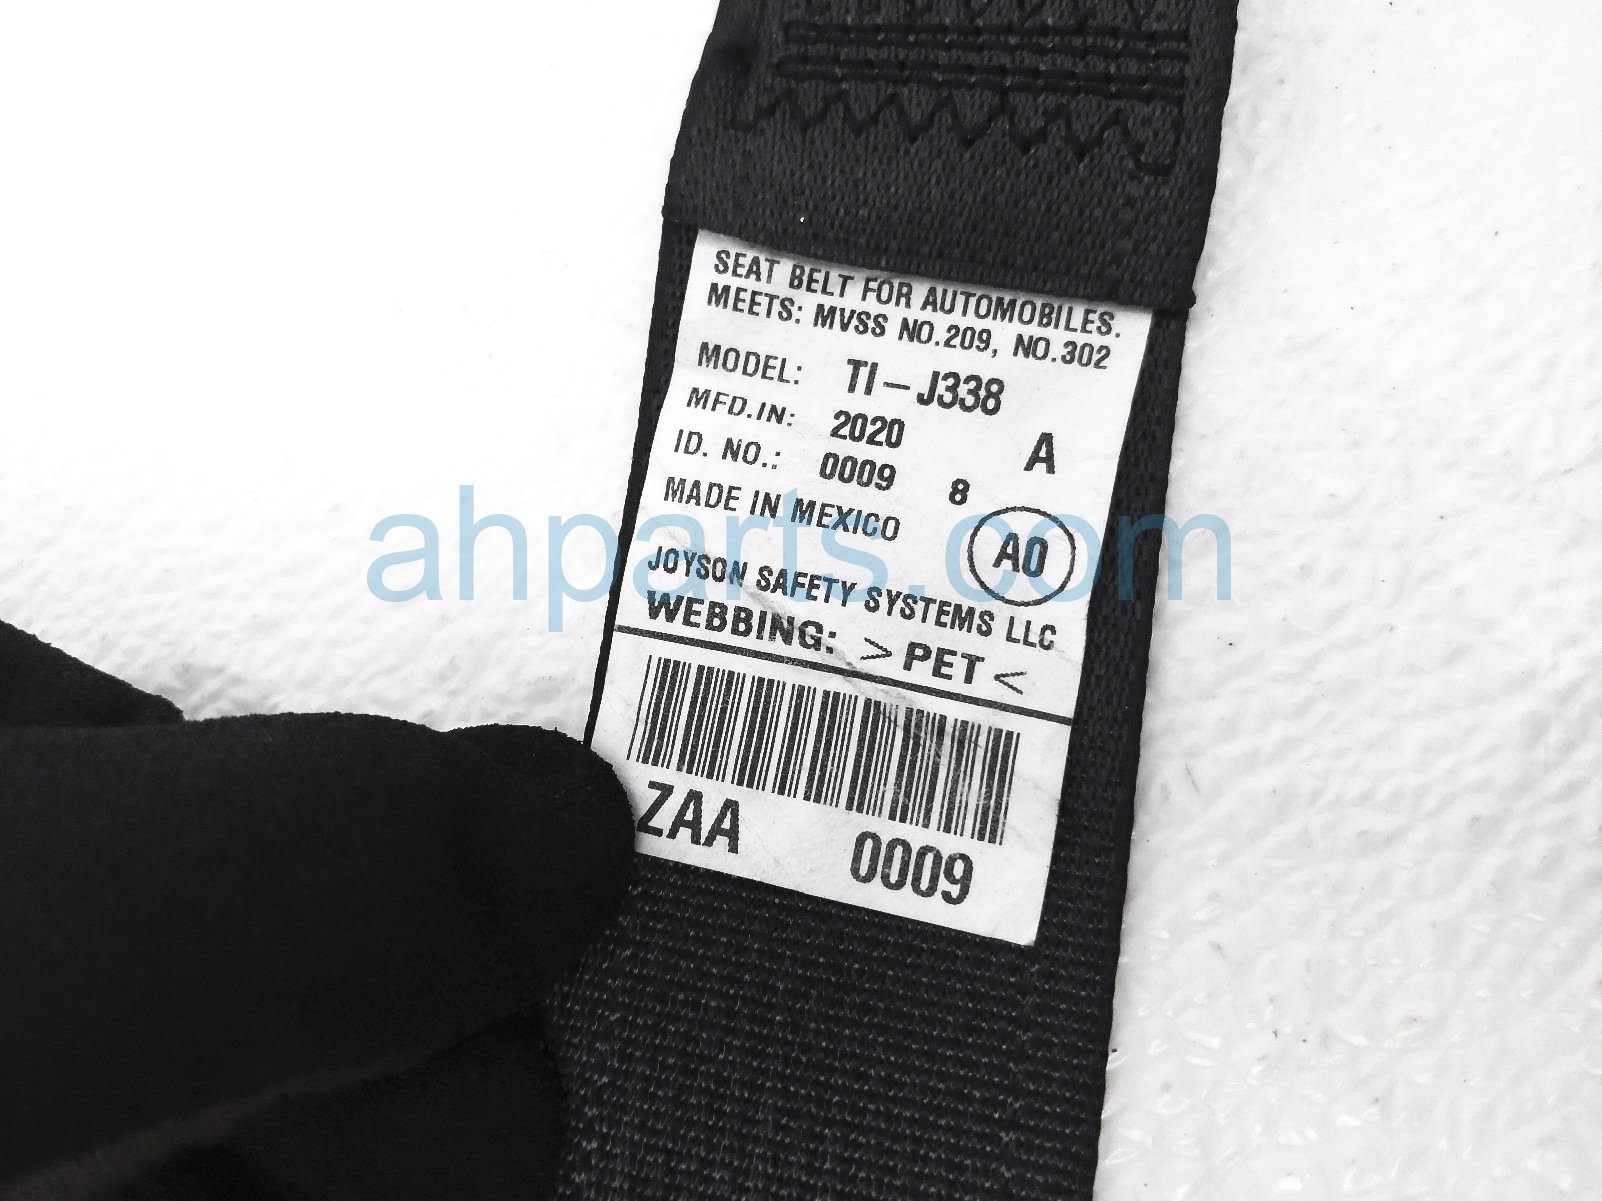 SEAT BELT FOR AUTOMOBILES.
MEETS: MVSS NO.209, NO.302
MODEL: TI-J338
MFD.IN: 2020 A
ID. NO.: 0009 8
MADE IN MEXICO A0
JOYSON SAFETY SYSTEMS LLC
WEBBING: >PET<
ZAA 0009
ahparts.com